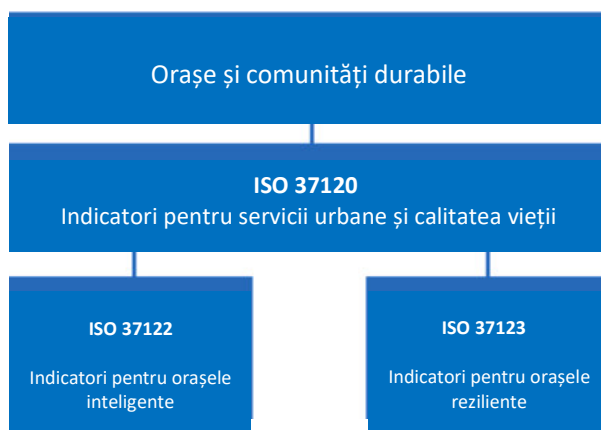 Orașe și comunități durabile
ISO 37120
Indicatori pentru servicii urbane și calitatea vieții
ISO 37122
Indicatori pentru orașele
inteligente
ISO 37123
Indicatori pentru orașele
reziliente